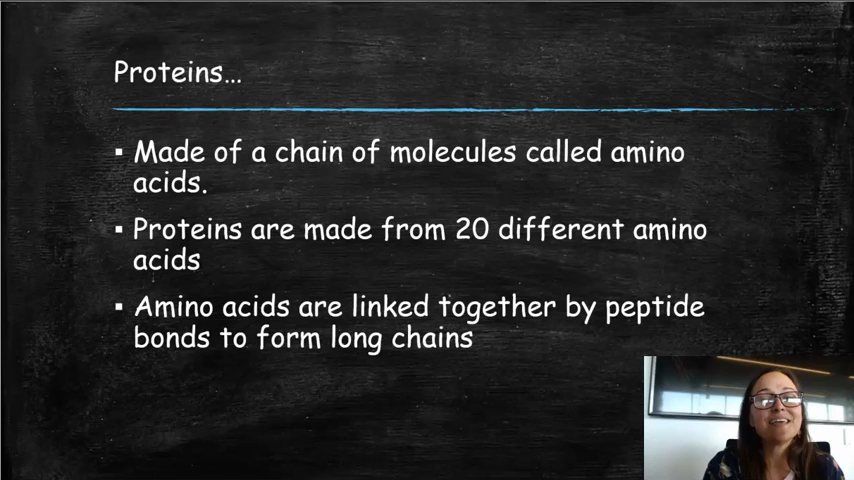 Proteins…
▪ Made of a chain of molecules called amino
acids.
▪ Proteins are made from 20 different amino
acids
▪ Amino acids are linked together by peptide
bonds to form long chains